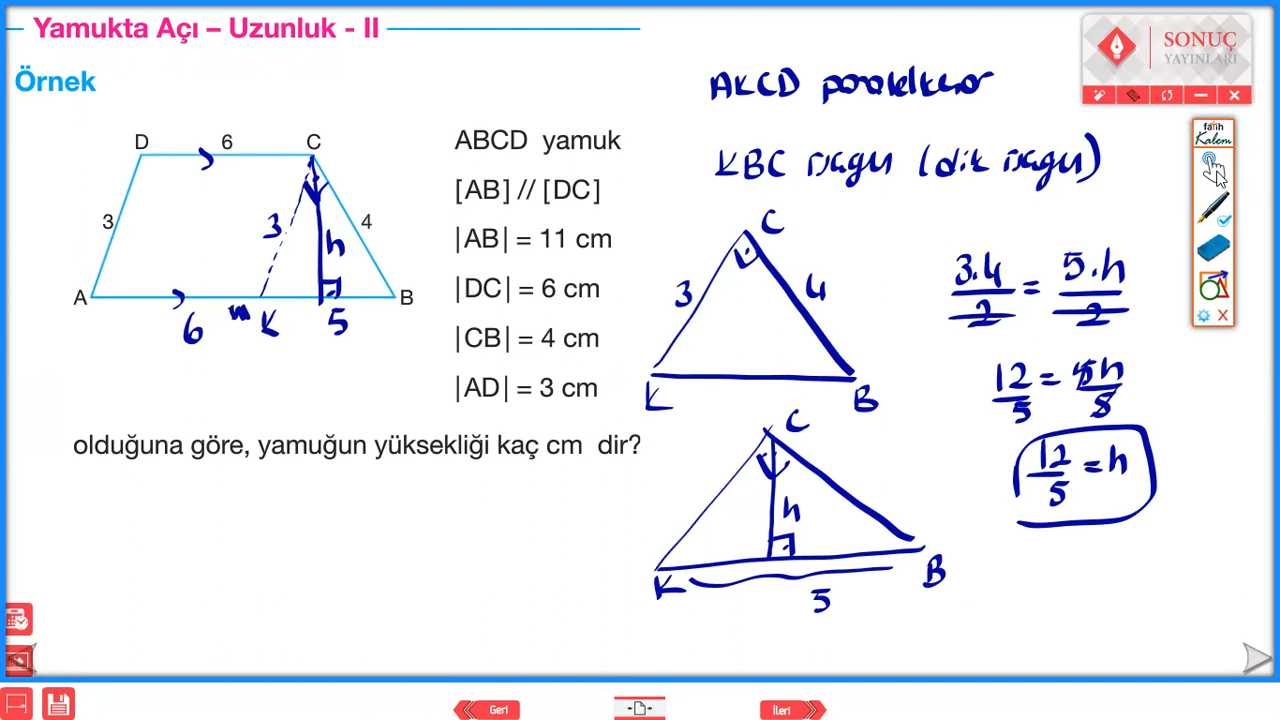 Yamukta Açı – Uzunluk - II
SONUÇ
YAYINLARI
Örnek
AKCD paralelkenar
fatih
Kalem
D 6 C
ABCD yamuk
KBC üçgeni (dik üçgen)
[AB] // [DC]
3 3 h 4
|AB| = 11 cm
C
3 4
3.4/2 = 5.h/2
|DC| = 6 cm
A B
6 K 5
|CB| = 4 cm
12/5 = 5h/5
|AD| = 3 cm
K B
olduğuna göre, yamuğun yüksekliği kaç cm dir?
C
12/5 = h
h
K B
5
Geri
İleri